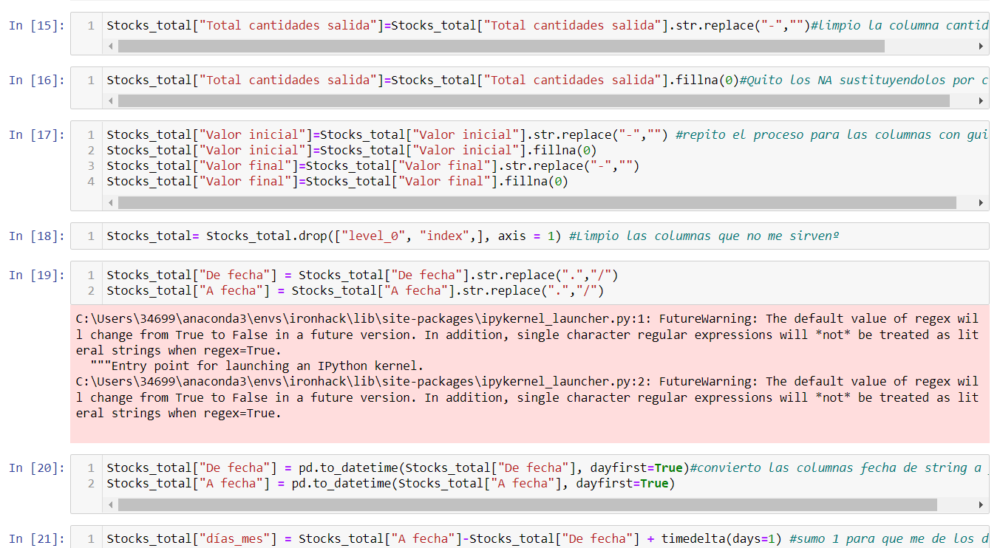 In [15]: 1 Stocks_total["Total cantidades salida"]=Stocks_total["Total cantidades salida"].str.replace("-","")#limpio la columna cantid
In [16]: 1 Stocks_total["Total cantidades salida"]=Stocks_total["Total cantidades salida"].fillna(0)#Quito los NA sustituyendolos por c
In [17]: 1 Stocks_total["Valor inicial"]=Stocks_total["Valor inicial"].str.replace("-","") #repito el proceso para las columnas con gui
2 Stocks_total["Valor inicial"]=Stocks_total["Valor inicial"].fillna(0)
3 Stocks_total["Valor final"]=Stocks_total["Valor final"].str.replace("-","")
4 Stocks_total["Valor final"]=Stocks_total["Valor final"].fillna(0)
In [18]: 1 Stocks_total= Stocks_total.drop(["level_0", "index",], axis = 1) #Limpio las columnas que no me sirvenº
In [19]: 1 Stocks_total["De fecha"] = Stocks_total["De fecha"].str.replace(".","/")
2 Stocks_total["A fecha"] = Stocks_total["A fecha"].str.replace(".","/")
C:\Users\34699\anaconda3\envs\ironhack\lib\site-packages\ipykernel_launcher.py:1: FutureWarning: The default value of regex wil
l change from True to False in a future version. In addition, single character regular expressions will *not* be treated as lit
eral strings when regex=True.
"""Entry point for launching an IPython kernel.
C:\Users\34699\anaconda3\envs\ironhack\lib\site-packages\ipykernel_launcher.py:2: FutureWarning: The default value of regex wil
l change from True to False in a future version. In addition, single character regular expressions will *not* be treated as lit
eral strings when regex=True.
In [20]: 1 Stocks_total["De fecha"] = pd.to_datetime(Stocks_total["De fecha"], dayfirst=True)#convierto las columnas fecha de string a
2 Stocks_total["A fecha"] = pd.to_datetime(Stocks_total["A fecha"], dayfirst=True)
In [21]: 1 Stocks_total["días_mes"] = Stocks_total["A fecha"]-Stocks_total["De fecha"] + timedelta(days=1) #sumo 1 para que me de los d